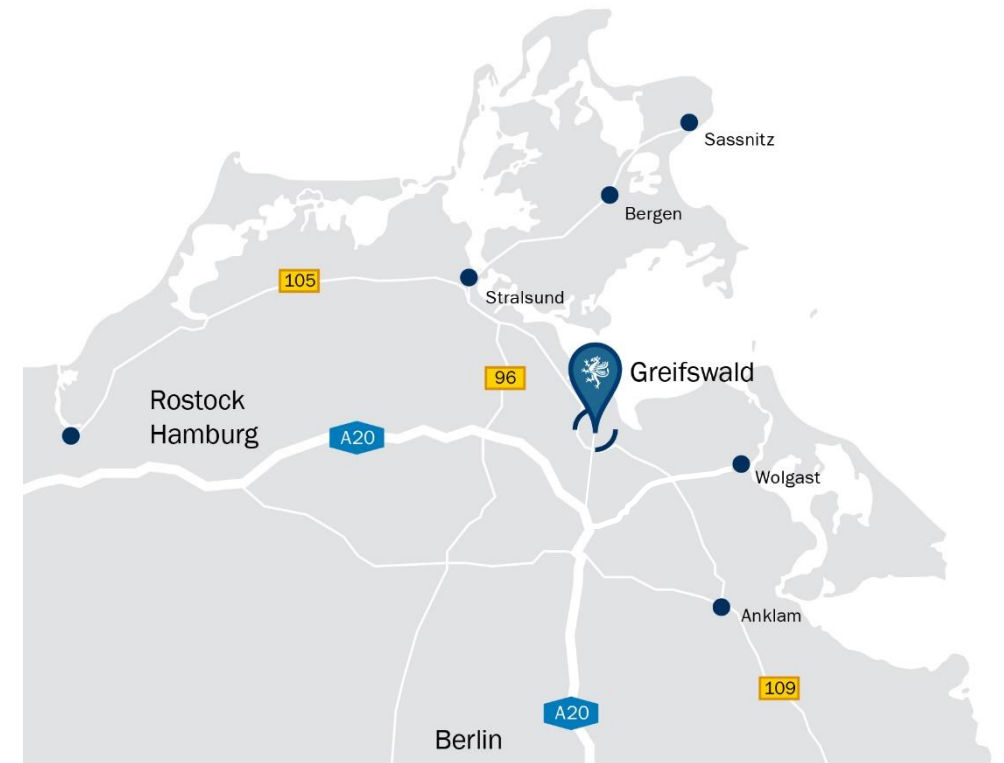 Sassnitz
Bergen
105
Stralsund
96
Greifswald
Rostock
Hamburg
A20
Wolgast
Anklam
109
A20
Berlin